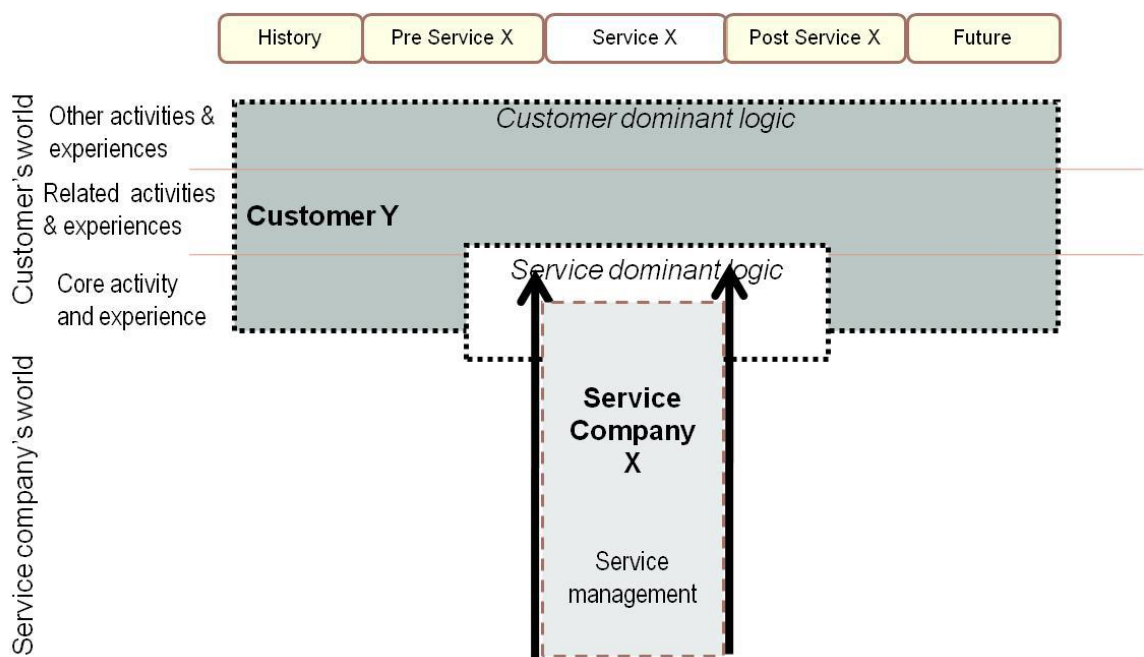 History
Pre Service X
Service X
Post Service X
Future
Customer's world
Other activities &
experiences
Related activities
& experiences
Core activity
and experience
Customer dominant logic
Customer Y
Service dominant logic
Service company's world
Service
Company
X
Service
management